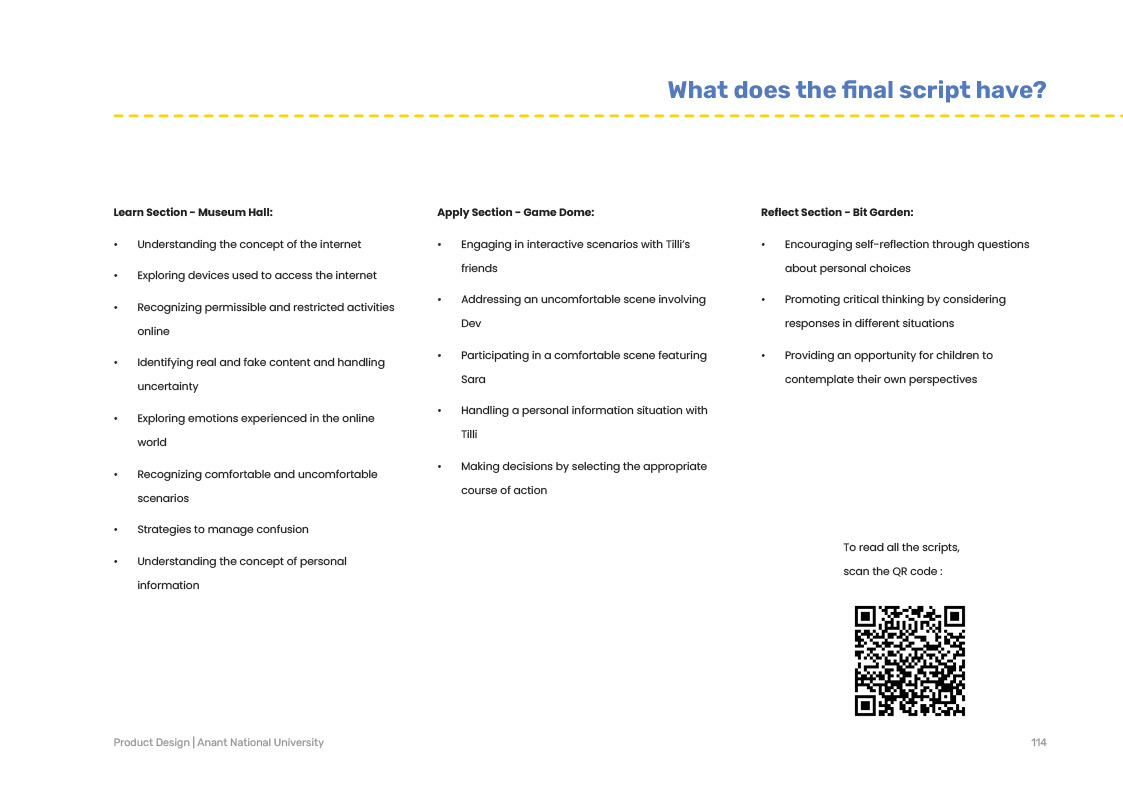 What does the final script have?
Learn Section - Museum Hall:
• Understanding the concept of the internet
• Exploring devices used to access the internet
• Recognizing permissible and restricted activities
online
• Identifying real and fake content and handling
uncertainty
• Exploring emotions experienced in the online
world
• Recognizing comfortable and uncomfortable
scenarios
• Strategies to manage confusion
• Understanding the concept of personal
information
Apply Section - Game Dome:
• Engaging in interactive scenarios with Tilli's
friends
• Addressing an uncomfortable scene involving
Dev
• Participating in a comfortable scene featuring
Sara
• Handling a personal information situation with
Tilli
• Making decisions by selecting the appropriate
course of action
Reflect Section - Bit Garden:
• Encouraging self-reflection through questions
about personal choices
• Promoting critical thinking by considering
responses in different situations
• Providing an opportunity for children to
contemplate their own perspectives
To read all the scripts,
scan the QR code :
Product Design | Anant National University
114